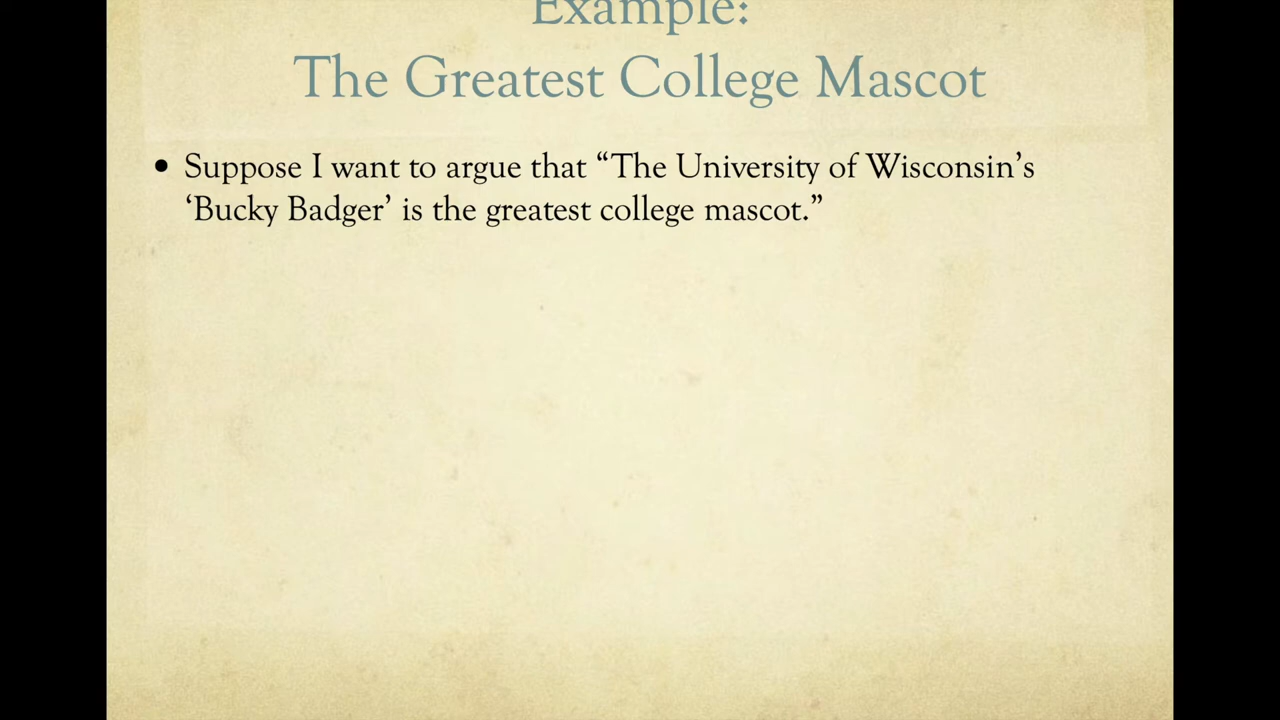 Example:
The Greatest College Mascot
• Suppose I want to argue that “The University of Wisconsin’s
‘Bucky Badger’ is the greatest college mascot.”